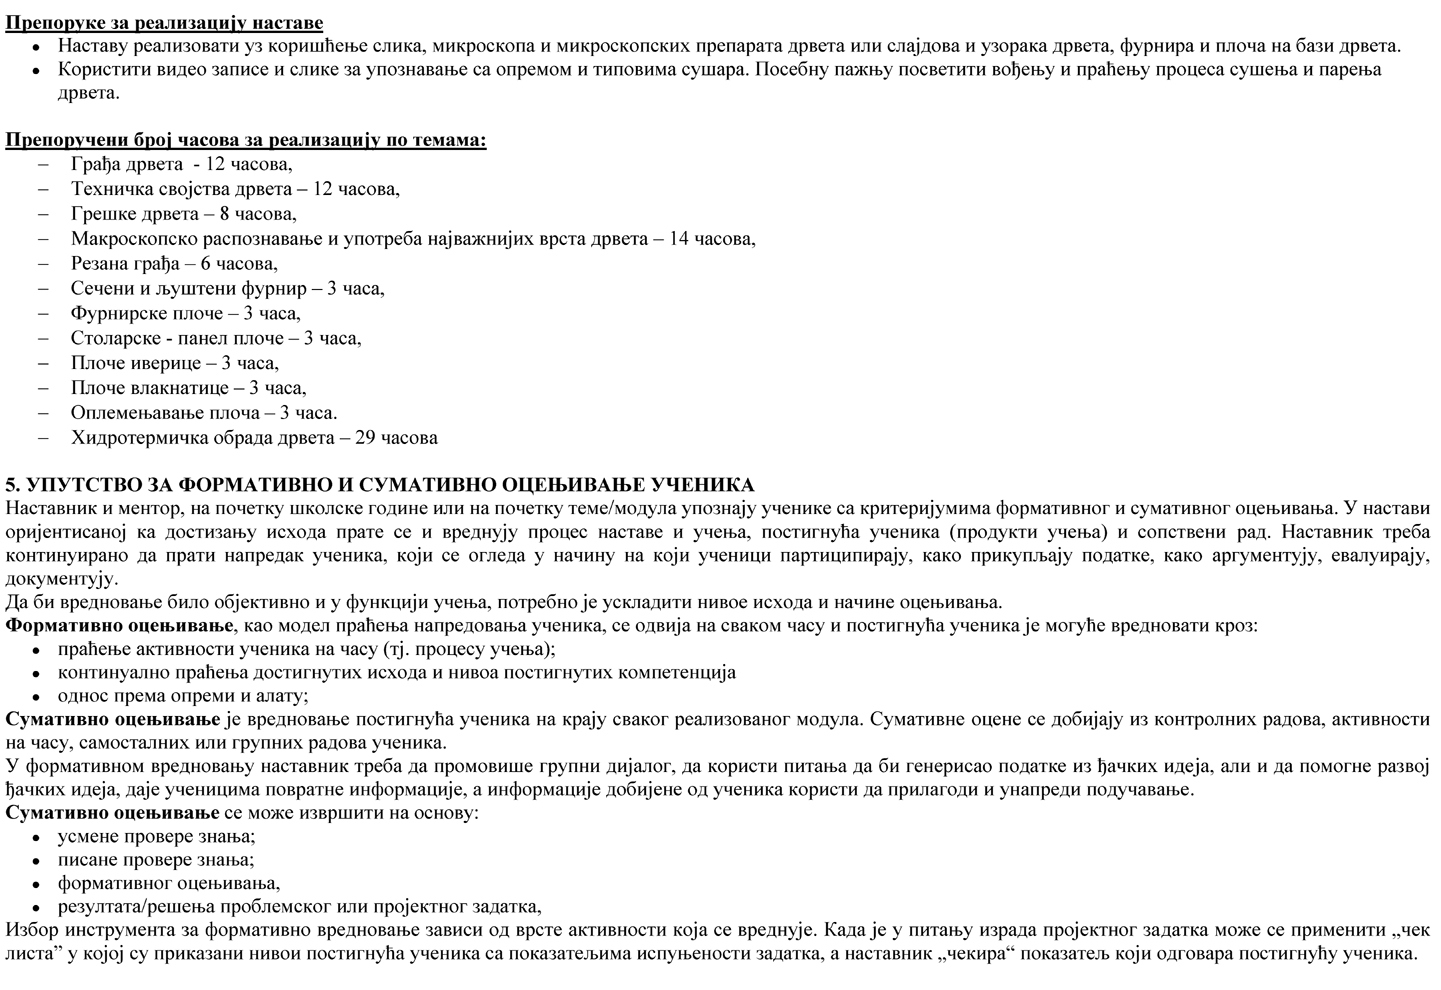 Препоруке за реализацију наставе
● Наставу реализовати уз коришћење слика, микроскопа и микроскопских препарата дрвета или слајдова и узорака дрвета, фурнира и плоча на бази дрвета.
● Користити видео записе и слике за упознавање са опремом и типовима сушара. Посебну пажњу посветити вођењу и праћењу процеса сушења и парења
дрвета.
Препоручени број часова за реализацију по темама:
– Грађа дрвета - 12 часова,
– Техничка својства дрвета – 12 часова,
– Грешке дрвета – 8 часова,
– Макроскопско распознавање и употреба најважнијих врста дрвета – 14 часова,
– Резана грађа – 6 часова,
– Сечени и љуштени фурнир – 3 часа,
– Фурнирске плоче – 3 часа,
– Столарске - панел плоче – 3 часа,
– Плоче иверице – 3 часа,
– Плоче влакнатице – 3 часа,
– Оплемењавање плоча – 3 часа.
– Хидротермичка обрада дрвета – 29 часова
5. УПУТСТВО ЗА ФОРМАТИВНО И СУМАТИВНО ОЦЕЊИВАЊЕ УЧЕНИКА
Наставник и ментор, на почетку школске године или на почетку теме/модула упознају ученике са критеријумима формативног и сумативног оцењивања. У настави
оријентисаној ка достизању исхода прате се и вреднују процес наставе и учења, постигнућа ученика (продукти учења) и сопствени рад. Наставник треба
континуирано да прати напредак ученика, који се огледа у начину на који ученици партиципирају, како прикупљају податке, како аргументују, евалуирају,
документују.
Да би вредновање било објективно и у функцији учења, потребно је ускладити нивое исхода и начине оцењивања.
Формативно оцењивање, као модел праћења напредовања ученика, се одвија на сваком часу и постигнућа ученика је могуће вредновати кроз:
● праћење активности ученика на часу (тј. процесу учења);
● континуално праћења достигнутих исхода и нивоа постигнутих компетенција
● однос према опреми и алату;
Сумативно оцењивање је вредновање постигнућа ученика на крају сваког реализованог модула. Сумативне оцене се добијају из контролних радова, активности
на часу, самосталних или групних радова ученика.
У формативном вредновању наставник треба да промовише групни дијалог, да користи питања да би генерисао податке из ђачких идеја, али и да помогне развој
ђачких идеја, даје ученицима повратне информације, а информације добијене од ученика користи да прилагоди и унапреди подучавање.
Сумативно оцењивање се може извршити на основу:
● усмене провере знања;
● писане провере знања;
● формативног оцењивања,
● резултата/решења проблемског или пројектног задатка,
Избор инструмента за формативно вредновање зависи од врсте активности која се вреднује. Када је у питању израда пројектног задатка може се применити „чек
листа” у којој су приказани нивои постигнућа ученика са показатељима испуњености задатка, а наставник „чекира“ показатељ који одговара постигнућу ученика.